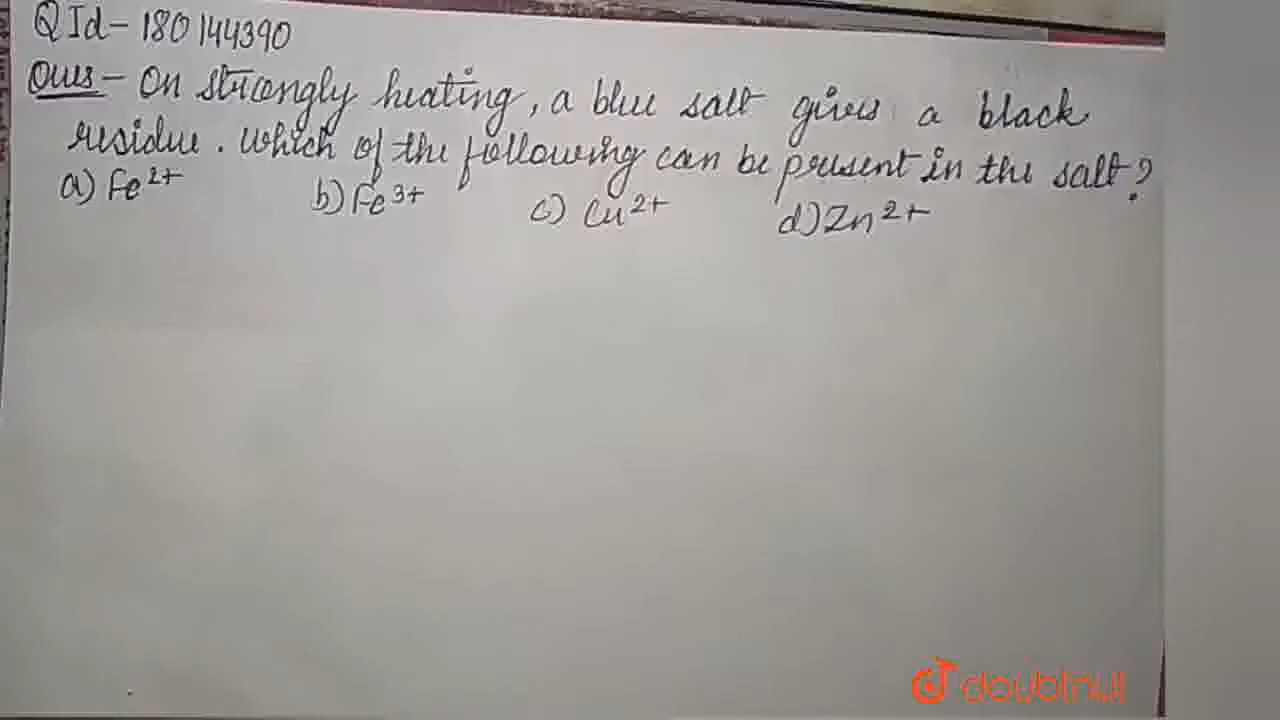 Q Id - 180144390
Ques - On strongly heating, a blue salt gives a black
residue. Which of the following can be present in the salt?
a) Fe²⁺ b) Fe³⁺ c) Cu²⁺ d) Zn²⁺
doubtnut